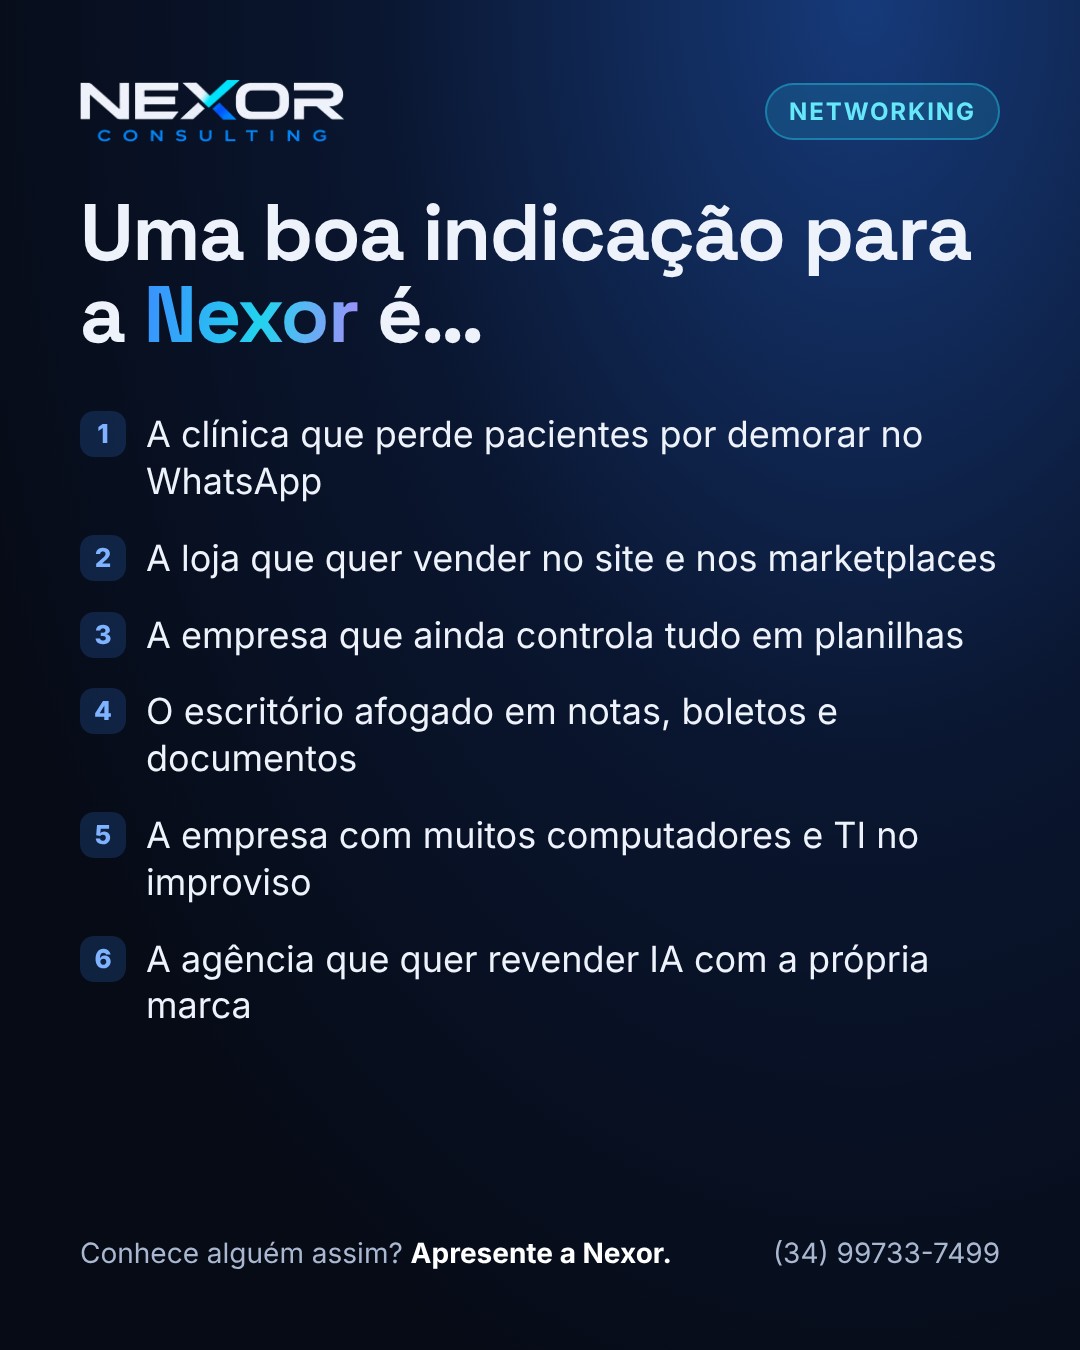 NEXOR
CONSULTING
NETWORKING
Uma boa indicação para
a Nexor é...
1 A clínica que perde pacientes por demorar no
WhatsApp
2 A loja que quer vender no site e nos marketplaces
3 A empresa que ainda controla tudo em planilhas
4 O escritório afogado em notas, boletos e
documentos
5 A empresa com muitos computadores e TI no
improviso
6 A agência que quer revender IA com a própria
marca
Conhece alguém assim? Apresente a Nexor.
(34) 99733-7499